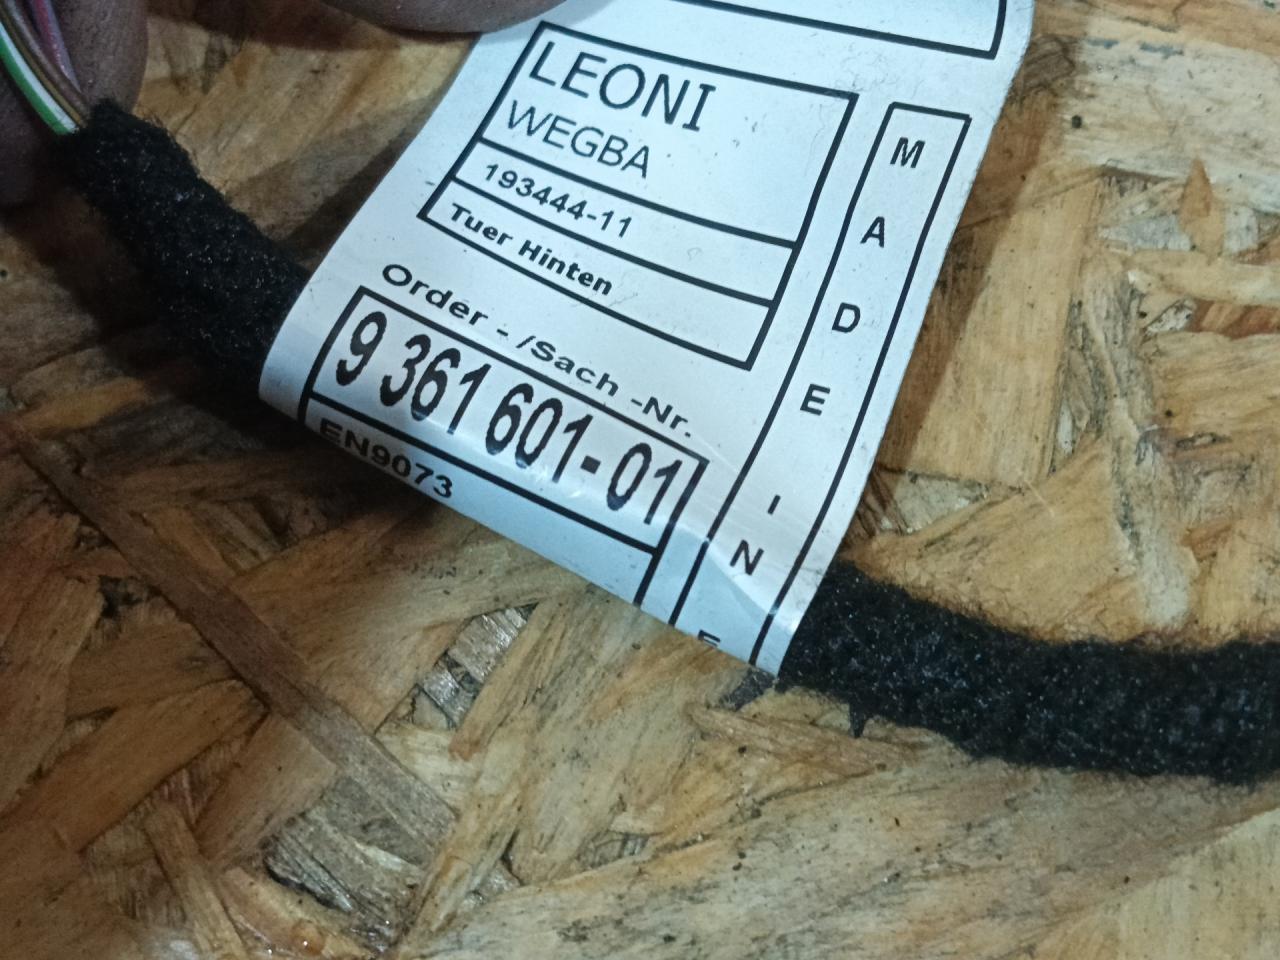 LEONI
WEGBA
193444-11
Tuer Hinten
Order - /Sach -Nr.
9 361 601-01
EN9073
MADE IN